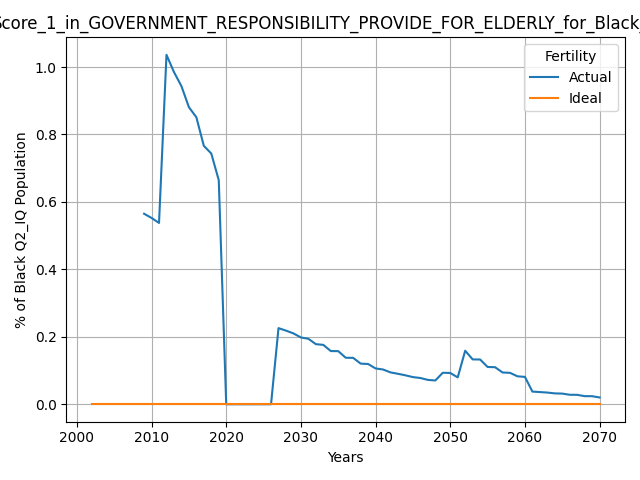 Score_1_in_GOVERNMENT_RESPONSIBILITY_PROVIDE_FOR_ELDERLY_for_Black_
Fertility
Actual
Ideal
% of Black Q2_IQ Population
1.0
0.8
0.6
0.4
0.2
0.0
2000 2010 2020 2030 2040 2050 2060 2070
Years